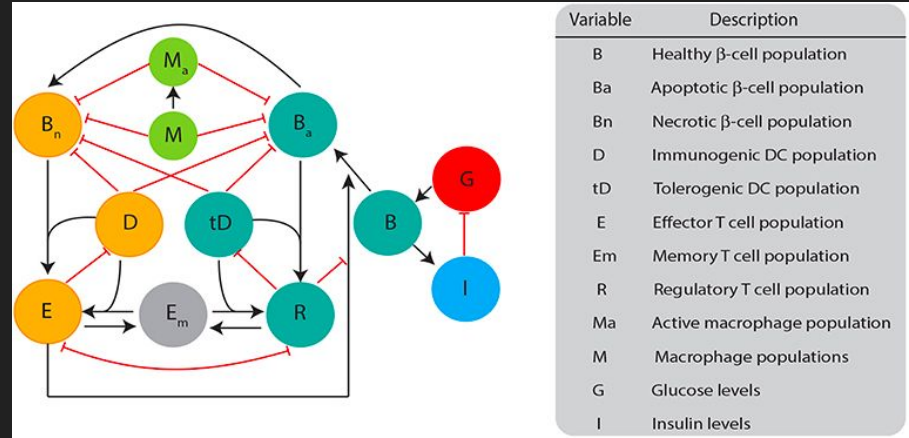 Ma
Bn
M
Ba
G
D
tD
B
E
Em
R
I
Variable Description
B Healthy β-cell population
Ba Apoptotic β-cell population
Bn Necrotic β-cell population
D Immunogenic DC population
tD Tolerogenic DC population
E Effector T cell population
Em Memory T cell population
R Regulatory T cell population
Ma Active macrophage population
M Macrophage populations
G Glucose levels
I Insulin levels